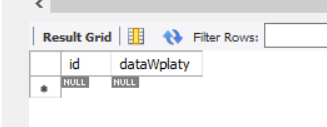 Result Grid Filter Rows:
id dataWplaty
NULL NULL